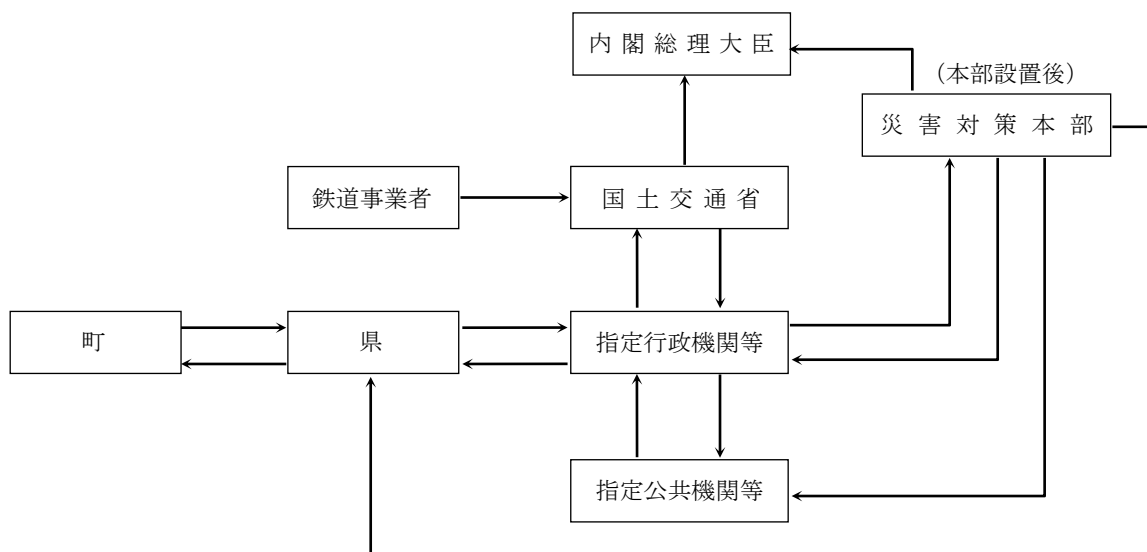 内閣総理大臣
（本部設置後）
災害対策本部
鉄道事業者
国土交通省
町
県
指定行政機関等
指定公共機関等